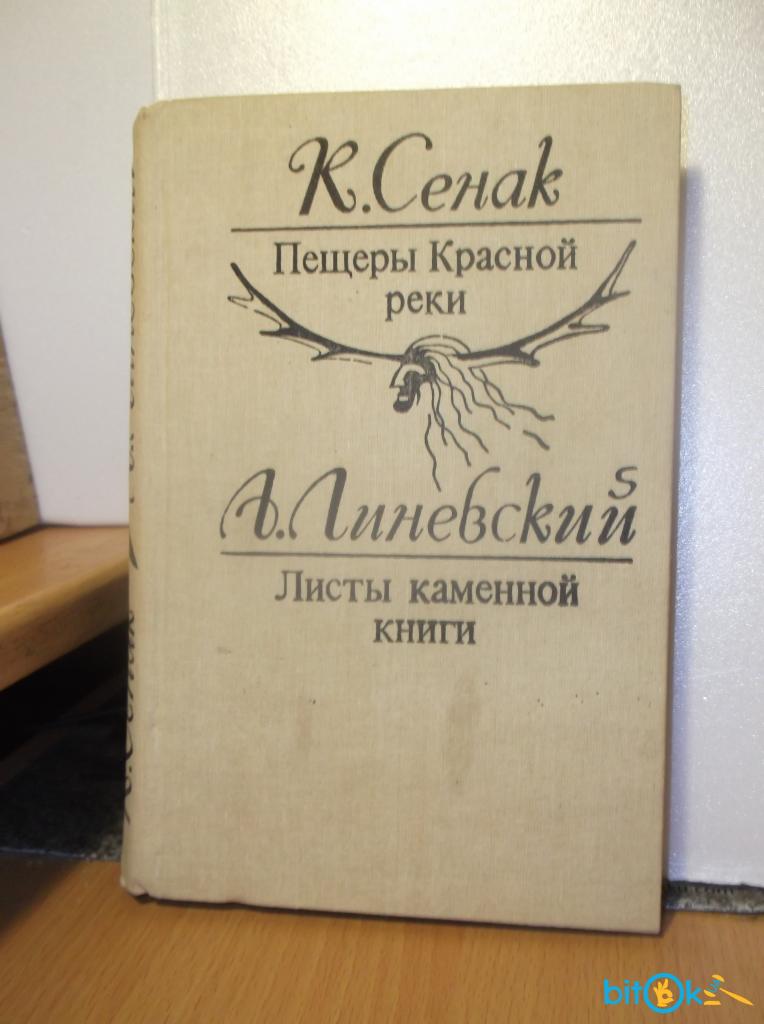 К.Сенак
Пещеры Красной
реки
А.Линевский
Листы каменной
книги
bitOk